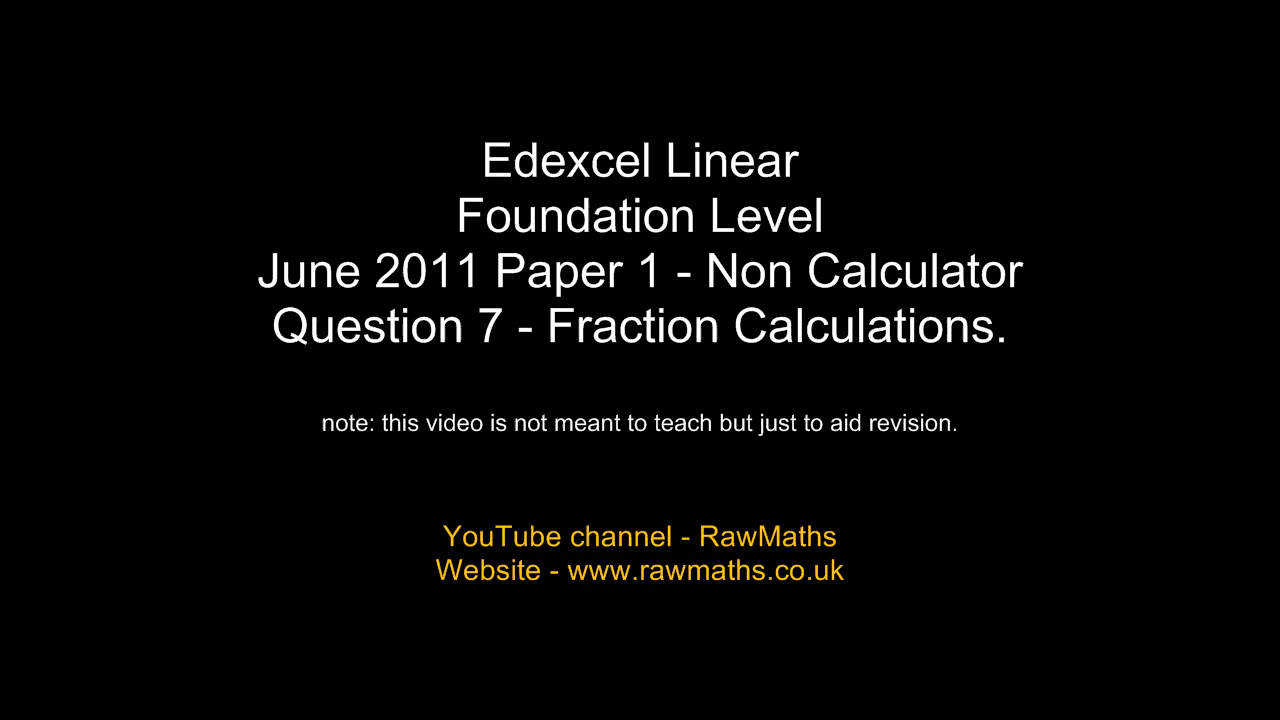 Edexcel Linear
Foundation Level
June 2011 Paper 1 - Non Calculator
Question 7 - Fraction Calculations.
note: this video is not meant to teach but just to aid revision.
YouTube channel - RawMaths
Website - www.rawmaths.co.uk